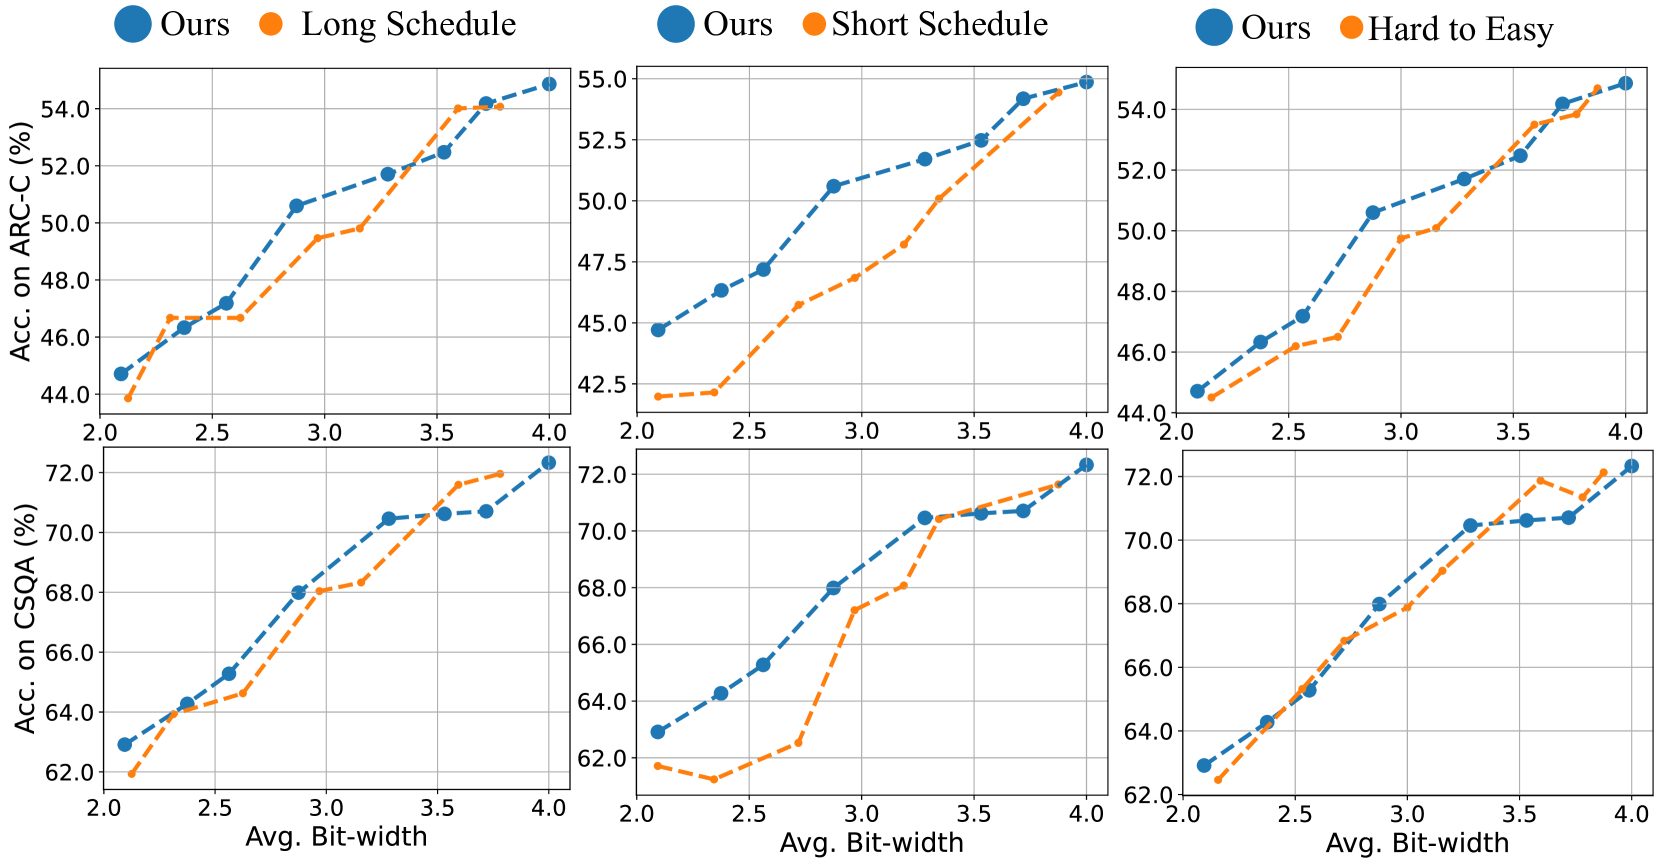 Ours Long Schedule
Ours Short Schedule
Ours Hard to Easy
Acc. on ARC-C (%)
54.0
52.0
50.0
48.0
46.0
44.0
2.0 2.5 3.0 3.5 4.0
55.0
52.5
50.0
47.5
45.0
42.5
2.0 2.5 3.0 3.5 4.0
54.0
52.0
50.0
48.0
46.0
44.0
2.0 2.5 3.0 3.5 4.0
Acc. on CSQA (%)
72.0
70.0
68.0
66.0
64.0
62.0
2.0 2.5 3.0 3.5 4.0
Avg. Bit-width
72.0
70.0
68.0
66.0
64.0
62.0
2.0 2.5 3.0 3.5 4.0
Avg. Bit-width
72.0
70.0
68.0
66.0
64.0
62.0
2.0 2.5 3.0 3.5 4.0
Avg. Bit-width